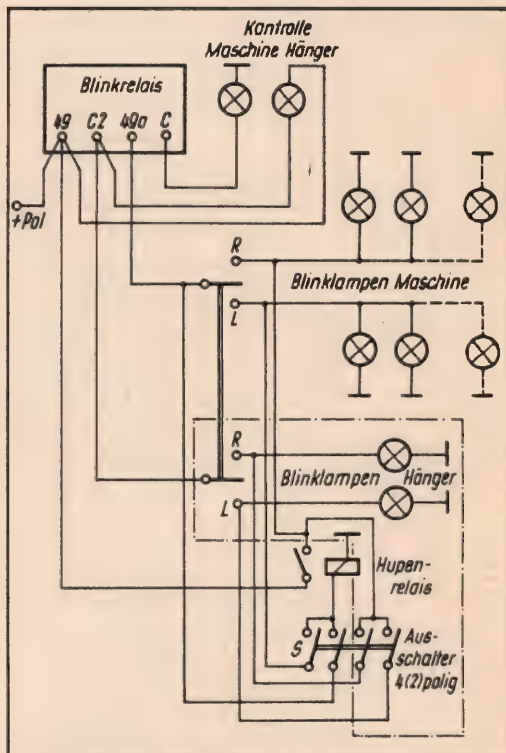 Kontrolle
Maschine Hänger
Blinkrelais
49 C2 49a C
+Pol
R
Blinklampen Maschine
L
R
Blinklampen Hänger
L
Hupen-
relais
S
Aus-
schalter
4(2)polig